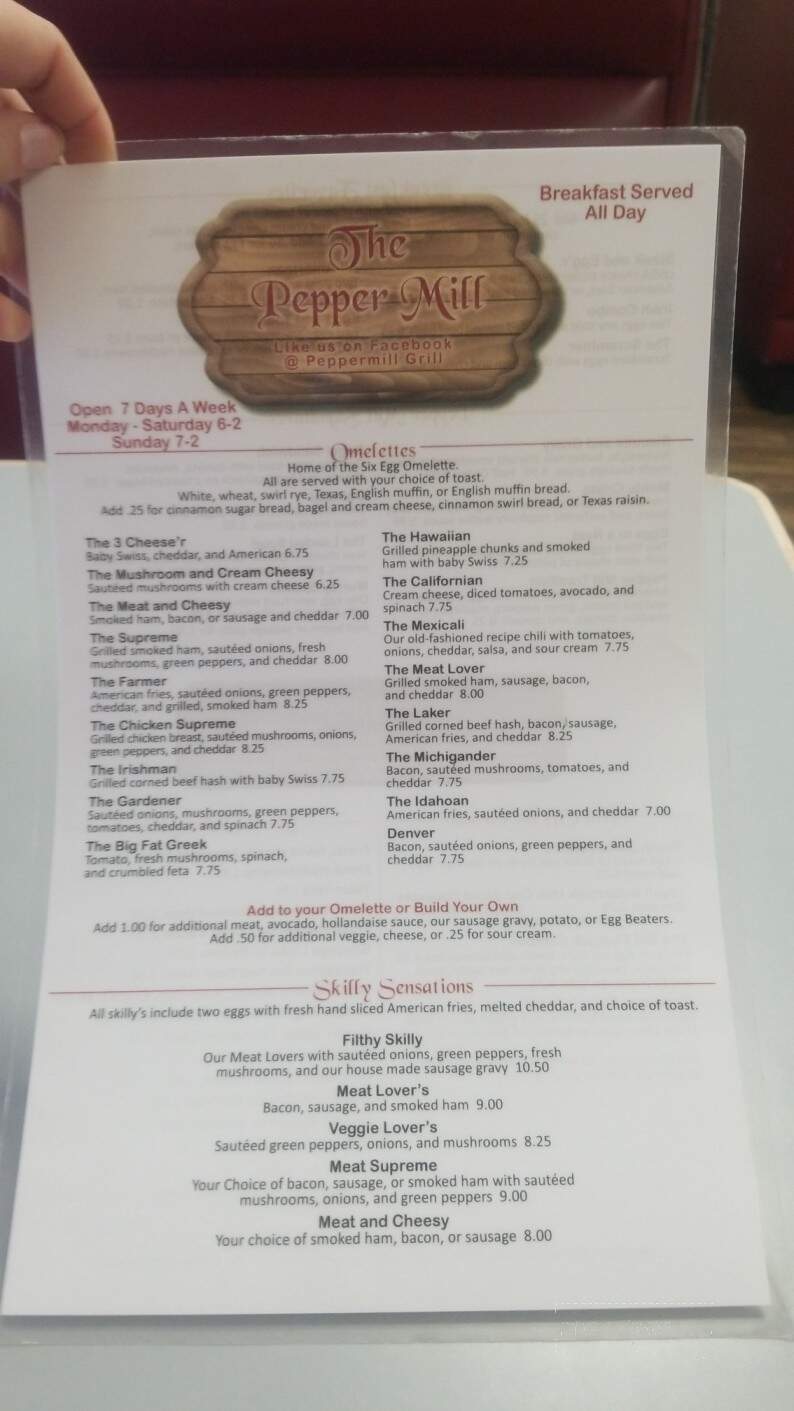 Breakfast Served
All Day
The
Pepper Mill
Like us on Facebook
@ Peppermill Grill
Open 7 Days A Week
Monday - Saturday 6-2
Sunday 7-2
Omelettes
Home of the Six Egg Omelette.
All are served with your choice of toast.
White, wheat, swirl rye, Texas, English muffin, or English muffin bread.
Add .25 for cinnamon sugar bread, bagel and cream cheese, cinnamon swirl bread, or Texas raisin.
The 3 Cheese'r
Baby Swiss, cheddar, and American 6.75
The Mushroom and Cream Cheesy
Sautéed mushrooms with cream cheese 6.25
The Meat and Cheesy
Smoked ham, bacon, or sausage and cheddar 7.00
The Supreme
Grilled smoked ham, sautéed onions, fresh
mushrooms, green peppers, and cheddar 8.00
The Farmer
American fries, sautéed onions, green peppers,
cheddar, and grilled, smoked ham 8.25
The Chicken Supreme
Grilled chicken breast, sautéed mushrooms, onions,
green peppers, and cheddar 8.25
The Irishman
Grilled corned beef hash with baby Swiss 7.75
The Gardener
Sautéed onions, mushrooms, green peppers,
tomatoes, cheddar, and spinach 7.75
The Big Fat Greek
Tomato, fresh mushrooms, spinach,
and crumbled feta 7.75
The Hawaiian
Grilled pineapple chunks and smoked
ham with baby Swiss 7.25
The Californian
Cream cheese, diced tomatoes, avocado, and
spinach 7.75
The Mexicali
Our old-fashioned recipe chili with tomatoes,
onions, cheddar, salsa, and sour cream 7.75
The Meat Lover
Grilled smoked ham, sausage, bacon,
and cheddar 8.00
The Laker
Grilled corned beef hash, bacon, sausage,
American fries, and cheddar 8.25
The Michigander
Bacon, sautéed mushrooms, tomatoes, and
cheddar 7.75
The Idahoan
American fries, sautéed onions, and cheddar 7.00
Denver
Bacon, sautéed onions, green peppers, and
cheddar 7.75
Add to your Omelette or Build Your Own
Add 1.00 for additional meat, avocado, hollandaise sauce, our sausage gravy, potato, or Egg Beaters.
Add .50 for additional veggie, cheese, or .25 for sour cream.
Skilly Sensations
All skilly's include two eggs with fresh hand sliced American fries, melted cheddar, and choice of toast.
Filthy Skilly
Our Meat Lovers with sautéed onions, green peppers, fresh
mushrooms, and our house made sausage gravy 10.50
Meat Lover's
Bacon, sausage, and smoked ham 9.00
Veggie Lover's
Sautéed green peppers, onions, and mushrooms 8.25
Meat Supreme
Your Choice of bacon, sausage, or smoked ham with sautéed
mushrooms, onions, and green peppers 9.00
Meat and Cheesy
Your choice of smoked ham, bacon, or sausage 8.00